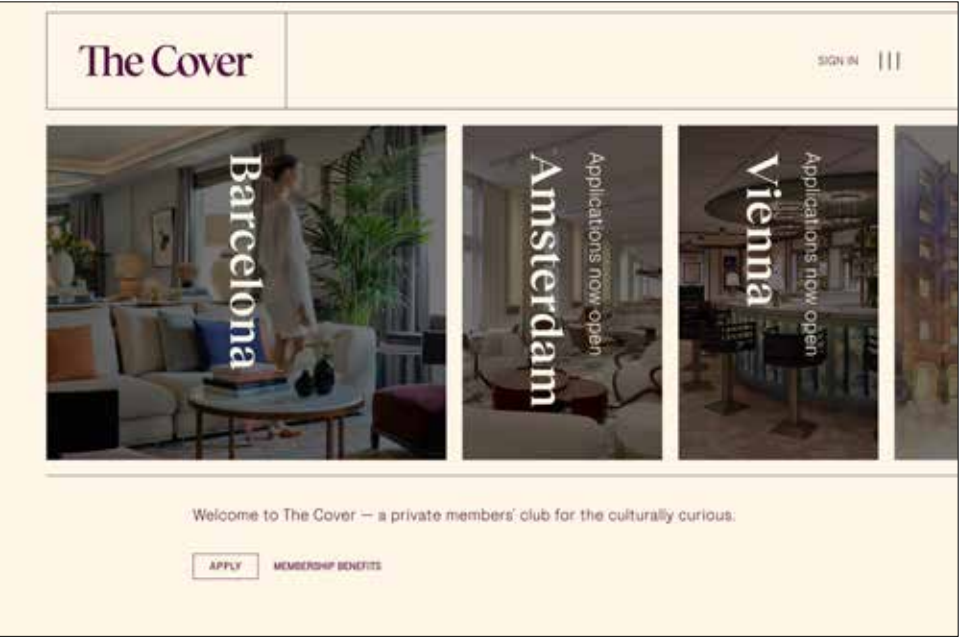 The Cover
SIGN IN
Barcelona
Amsterdam
Applications now open
Vienna
Applications now open
Welcome to The Cover — a private members' club for the culturally curious.
APPLY
MEMBERSHIP BENEFITS